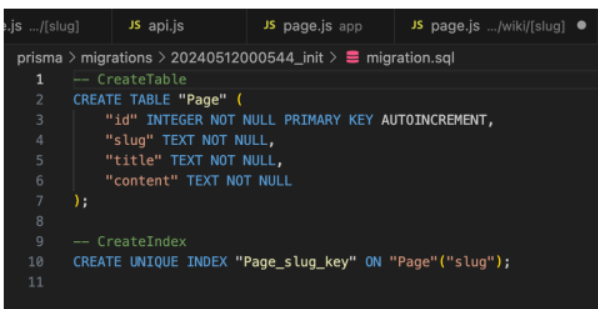 .js .../[slug] JS api.js JS page.js app JS page.js .../wiki/[slug] ●
prisma > migrations > 20240512000544_init > migration.sql
1 -- CreateTable
2 CREATE TABLE "Page" (
3     "id" INTEGER NOT NULL PRIMARY KEY AUTOINCREMENT,
4     "slug" TEXT NOT NULL,
5     "title" TEXT NOT NULL,
6     "content" TEXT NOT NULL
7 );
8
9 -- CreateIndex
10 CREATE UNIQUE INDEX "Page_slug_key" ON "Page"("slug");
11